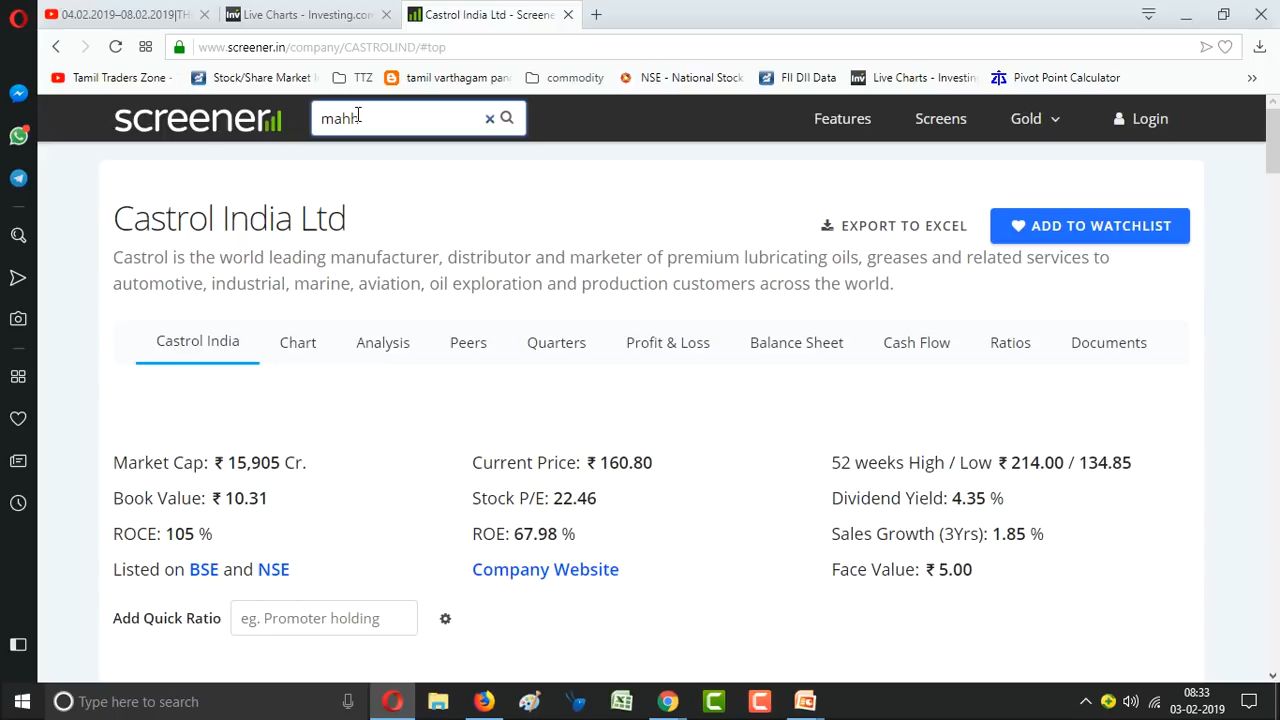 04.02.2019–08.02.2019|TH
Live Charts - Investing.com
Castrol India Ltd - Screene
www.screener.in/company/CASTROLIND/#top
Tamil Traders Zone -
Stock/Share Market
TTZ
tamil varthagam pan
commodity
NSE - National Stock
FII DII Data
Live Charts - Investin
Pivot Point Calculator
screener
mahh
Features
Screens
Gold
Login
Castrol India Ltd
EXPORT TO EXCEL
ADD TO WATCHLIST
Castrol is the world leading manufacturer, distributor and marketer of premium lubricating oils, greases and related services to
automotive, industrial, marine, aviation, oil exploration and production customers across the world.
Castrol India
Chart
Analysis
Peers
Quarters
Profit & Loss
Balance Sheet
Cash Flow
Ratios
Documents
Market Cap: ₹ 15,905 Cr.
Current Price: ₹ 160.80
52 weeks High / Low ₹ 214.00 / 134.85
Book Value: ₹ 10.31
Stock P/E: 22.46
Dividend Yield: 4.35 %
ROCE: 105 %
ROE: 67.98 %
Sales Growth (3Yrs): 1.85 %
Listed on BSE and NSE
Company Website
Face Value: ₹ 5.00
Add Quick Ratio
eg. Promoter holding
Type here to search
08:33
03-02-2019